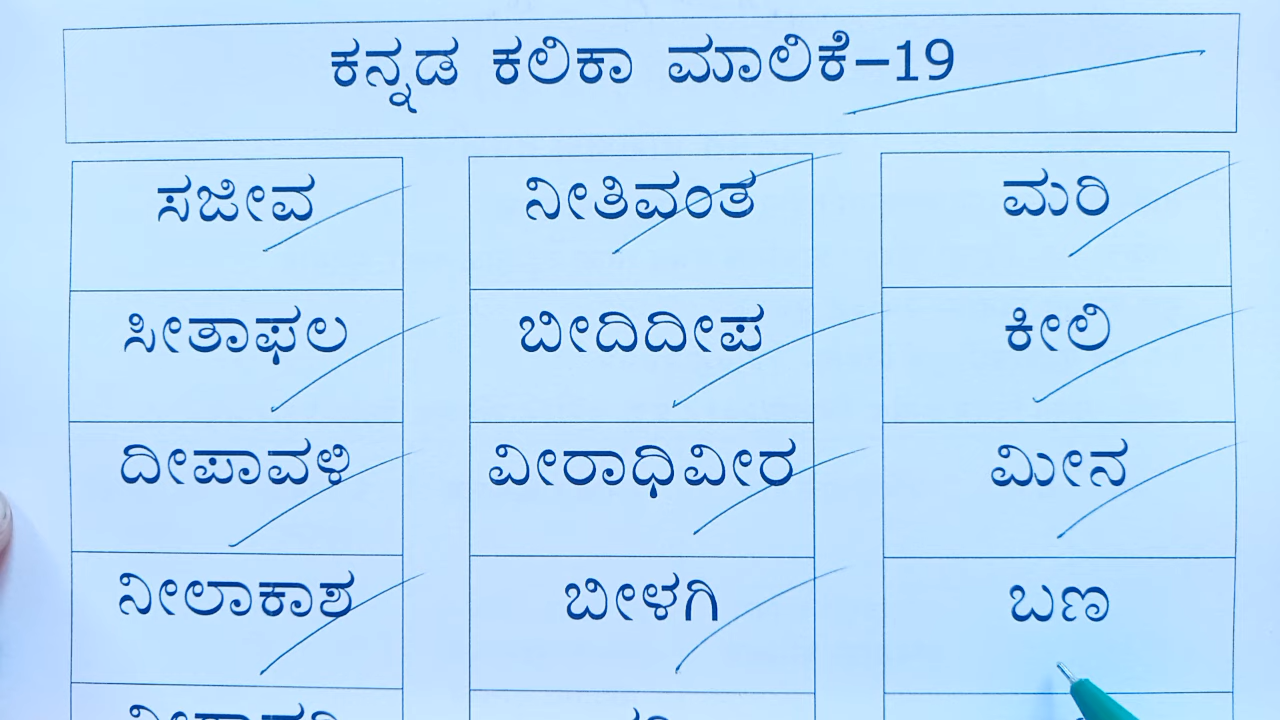 ಕನ್ನಡ ಕಲಿಕಾ ಮಾಲಿಕೆ-19
ಸಜೀವ ನೀತಿವಂತ ಮರಿ
ಸೀತಾಫಲ ಬೀದಿದೀಪ ಕೀಲಿ
ದೀಪಾವಳಿ ವೀರಾಧಿವೀರ ಮೀನ
ನೀಲಾಕಾಶ ಬೀಳಗಿ ಬಣ